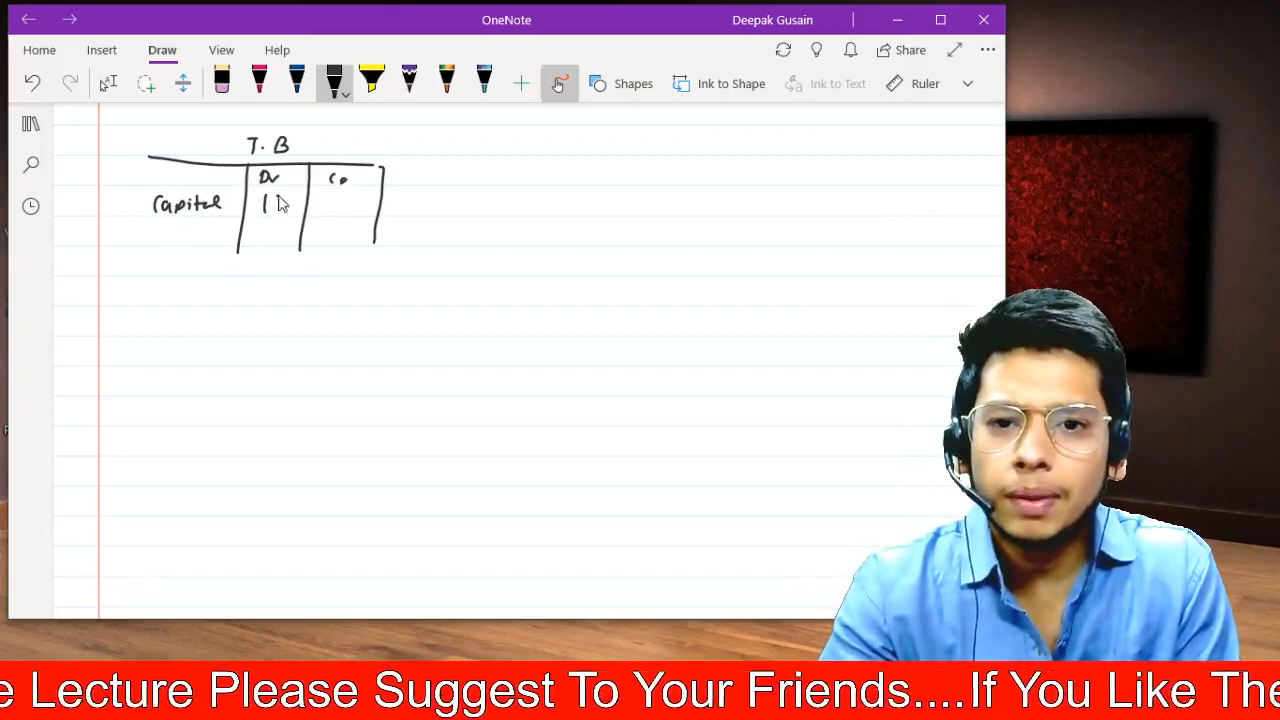 OneNote
Deepak Gusain
Home Insert Draw View Help
Share
Shapes Ink to Shape Ink to Text Ruler
T. B
Dr Cr
Capital 1
e Lecture Please Suggest To Your Friends....If You Like The